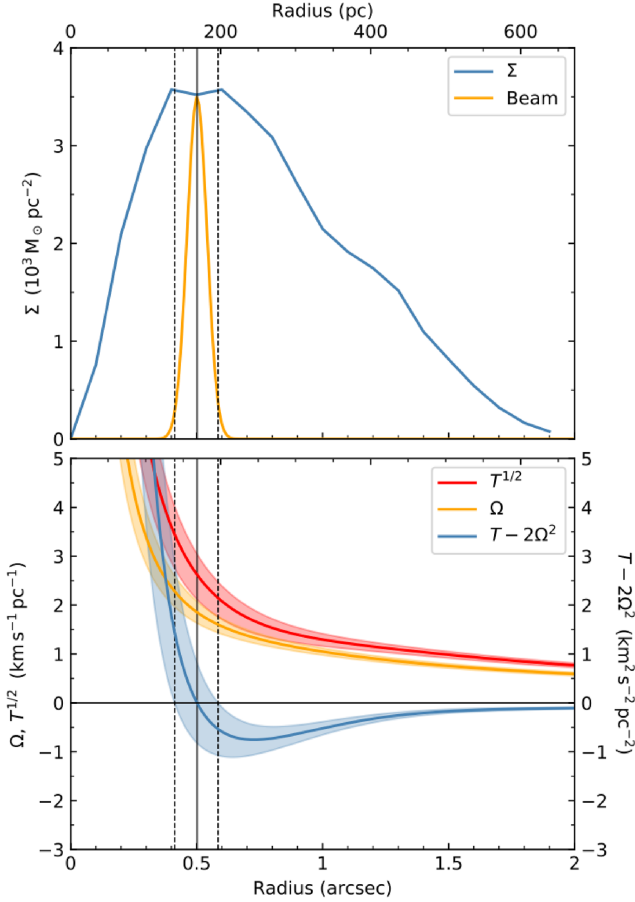 Radius (pc)
0 200 400 600
4
3
2
1
0
Σ (10³ M⊙ pc⁻²)
Σ
Beam
5 5
4 4
3 3
2 2
1 1
0 0
−1 −1
−2 −2
−3 −3
Ω, T^{1/2} (km s⁻¹ pc⁻¹)
T^{1/2}
Ω
T − 2Ω²
T − 2Ω² (km² s⁻² pc⁻²)
0 0.5 1 1.5 2
Radius (arcsec)